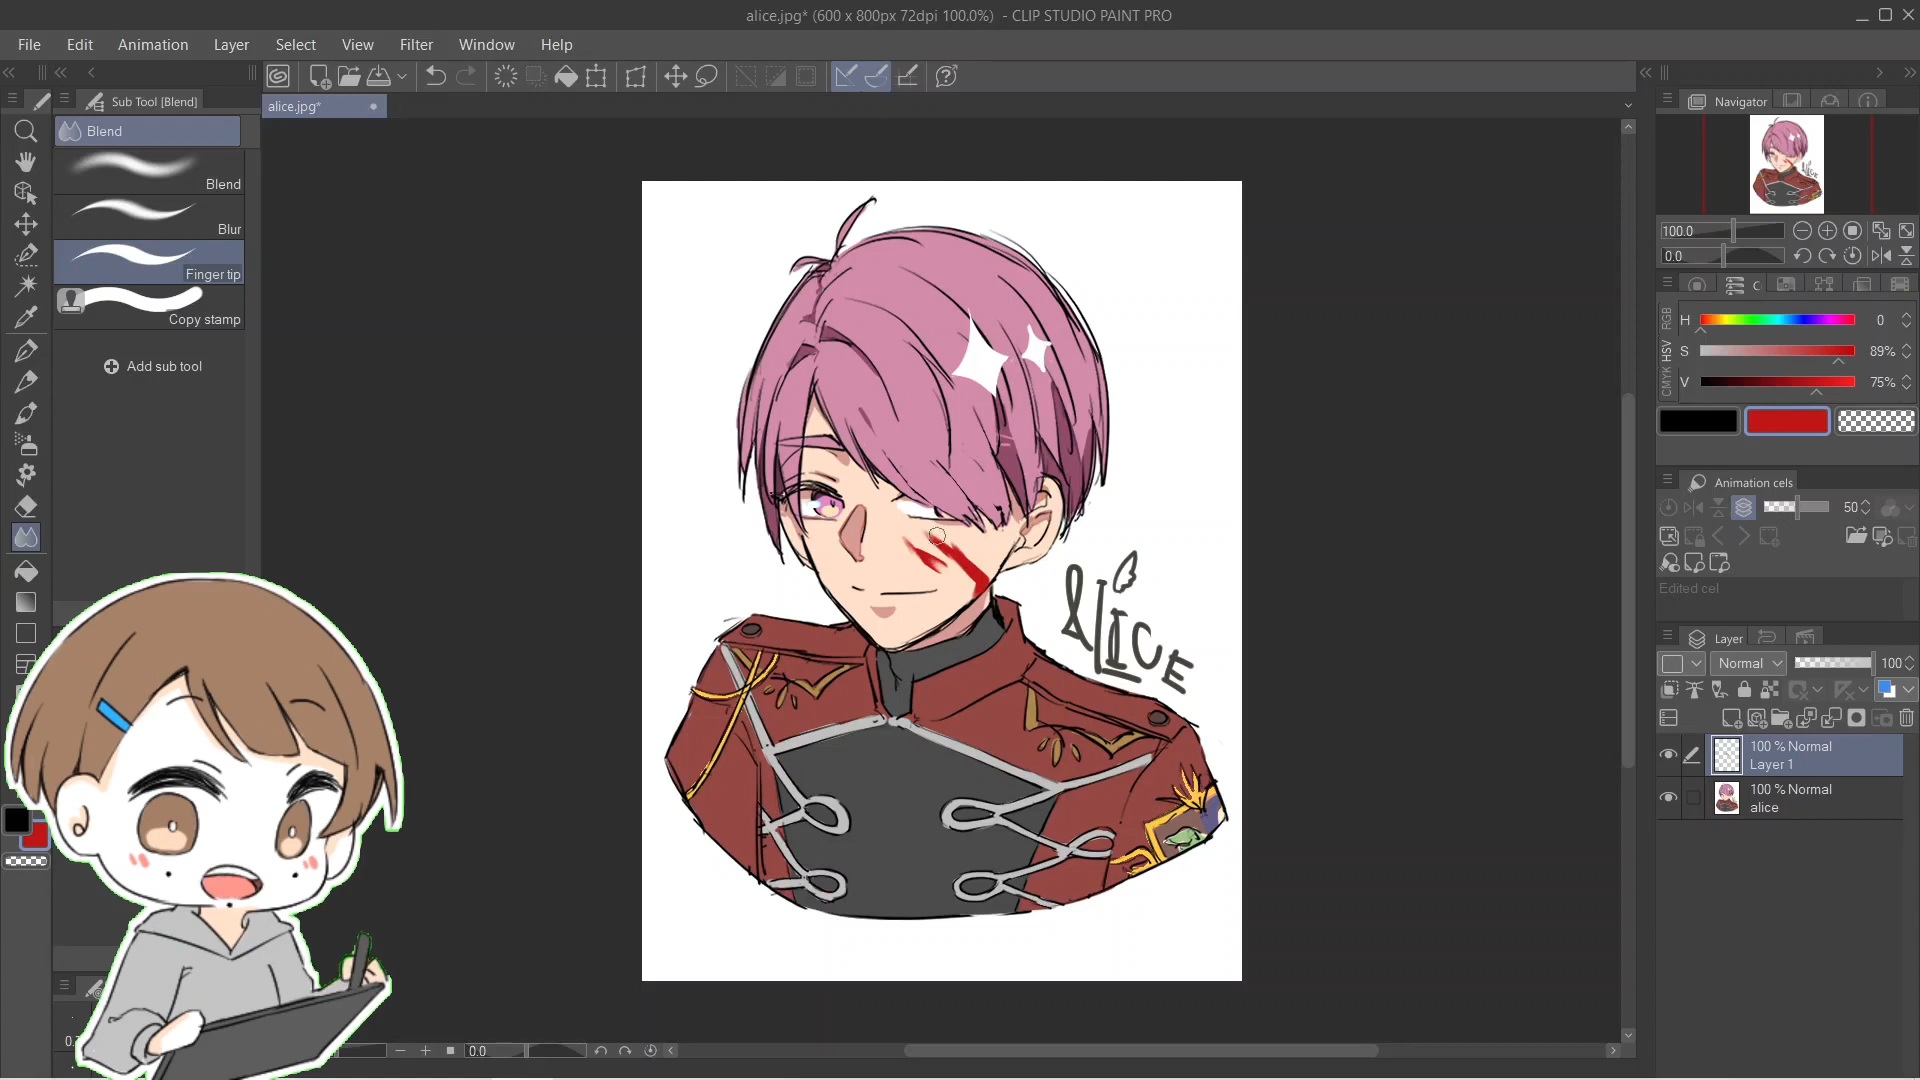 alice.jpg* (600 x 800px 72dpi 100.0%) - CLIP STUDIO PAINT PRO
File Edit Animation Layer Select View Filter Window Help
Sub Tool [Blend]
alice.jpg*
Navigator
Blend
Blend
Blur
Finger tip
Copy stamp
Add sub tool
100.0
0.0
C
RGB
HSV
CMYK
H 0
S 89%
V 75%
Animation cels
50
Edited cel
Layer
Normal 100
100 % Normal
Layer 1
100 % Normal
alice
ALICE
0.0